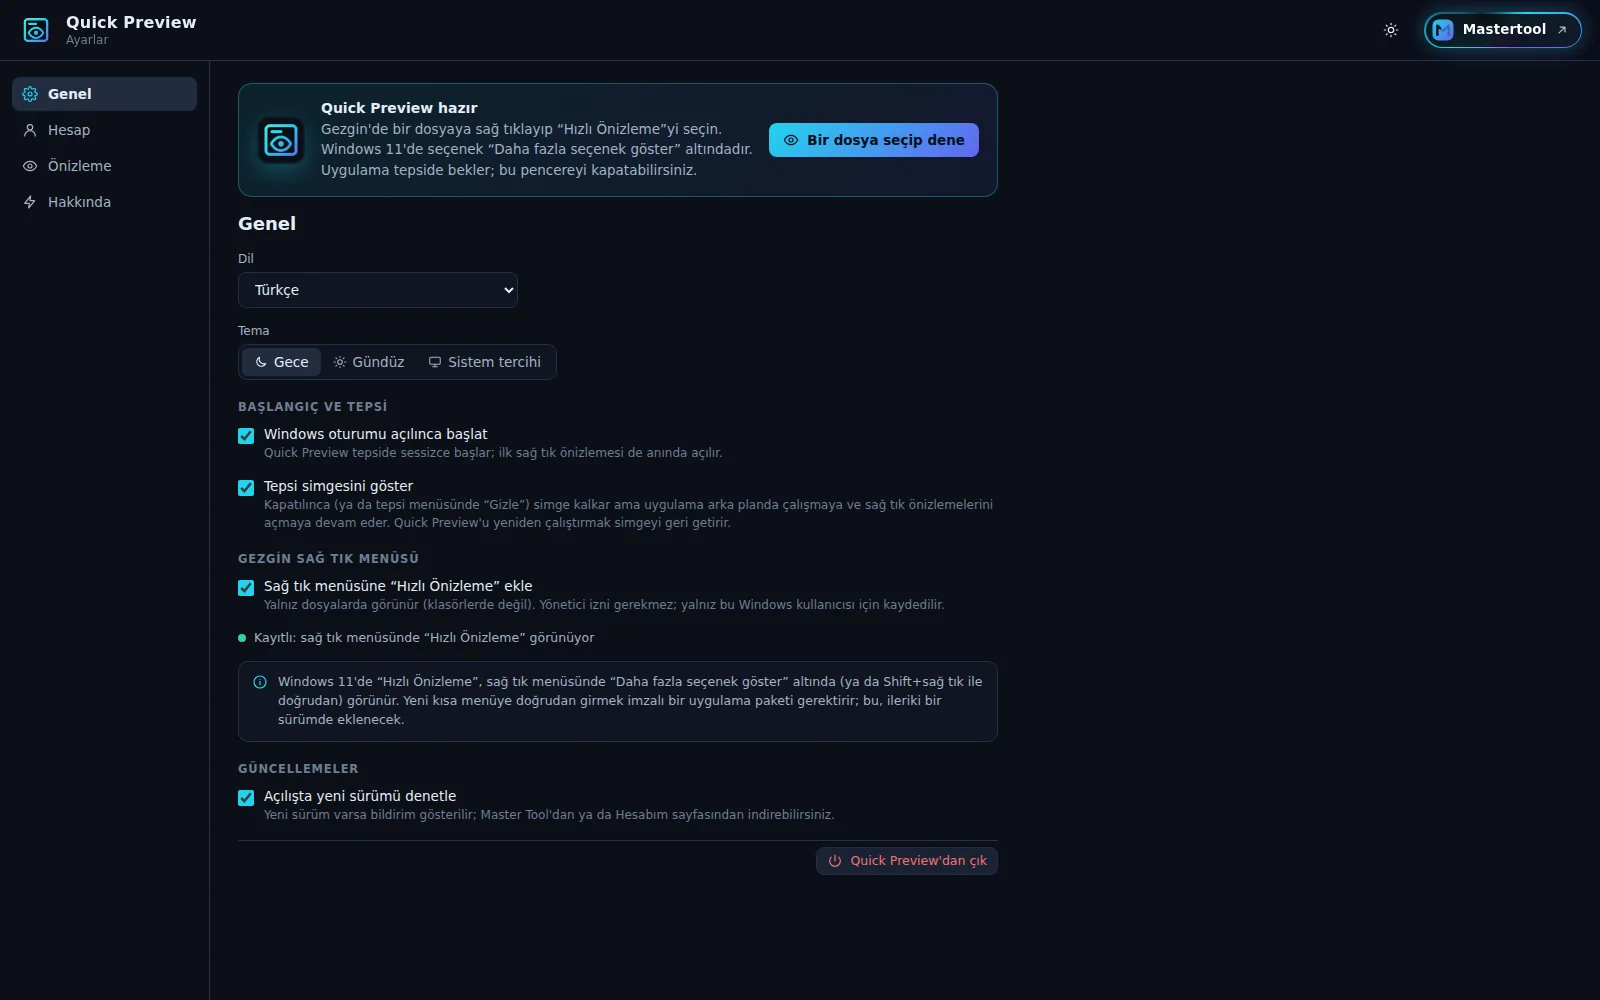 Quick Preview
Ayarlar
Mastertool
Genel
Hesap
Önizleme
Hakkında
Quick Preview hazır
Gezgin'de bir dosyaya sağ tıklayıp “Hızlı Önizleme”yi seçin.
Windows 11'de seçenek “Daha fazla seçenek göster” altındadır.
Uygulama tepside bekler; bu pencereyi kapatabilirsiniz.
Bir dosya seçip dene
Genel
Dil
Türkçe
Tema
Gece
Gündüz
Sistem tercihi
BAŞLANGIÇ VE TEPSİ
Windows oturumu açılınca başlat
Quick Preview tepside sessizce başlar; ilk sağ tık önizlemesi de anında açılır.
Tepsi simgesini göster
Kapatılınca (ya da tepsi menüsünde “Gizle”) simge kalkar ama uygulama arka planda çalışmaya ve sağ tık önizlemelerini
açmaya devam eder. Quick Preview'u yeniden çalıştırmak simgeyi geri getirir.
GEZGİN SAĞ TIK MENÜSÜ
Sağ tık menüsüne “Hızlı Önizleme” ekle
Yalnız dosyalarda görünür (klasörlerde değil). Yönetici izni gerekmez; yalnız bu Windows kullanıcısı için kaydedilir.
Kayıtlı: sağ tık menüsünde “Hızlı Önizleme” görünüyor
Windows 11'de “Hızlı Önizleme”, sağ tık menüsünde “Daha fazla seçenek göster” altında (ya da Shift+sağ tık ile
doğrudan) görünür. Yeni kısa menüye doğrudan girmek imzalı bir uygulama paketi gerektirir; bu, ileriki bir
sürümde eklenecek.
GÜNCELLEMELER
Açılışta yeni sürümü denetle
Yeni sürüm varsa bildirim gösterilir; Master Tool'dan ya da Hesabım sayfasından indirebilirsiniz.
Quick Preview'dan çık